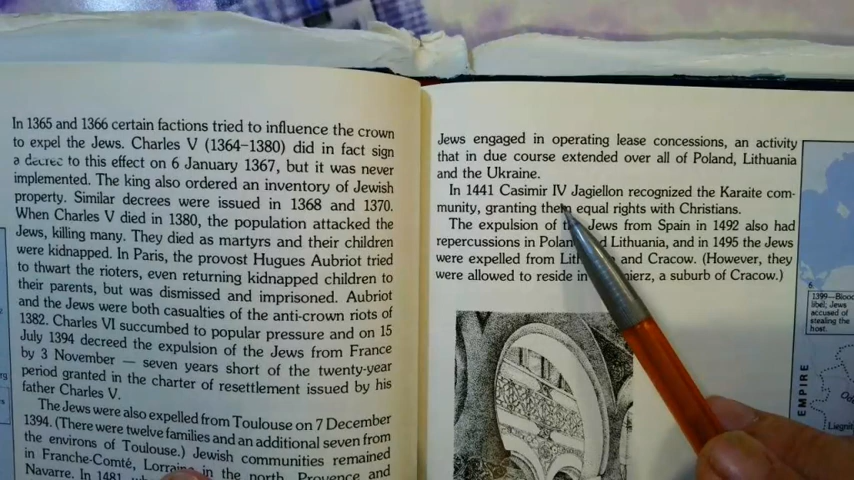 In 1365 and 1366 certain factions tried to influence the crown
to expel the Jews. Charles V (1364–1380) did in fact sign
a decree to this effect on 6 January 1367, but it was never
implemented. The king also ordered an inventory of Jewish
property. Similar decrees were issued in 1368 and 1370.
When Charles V died in 1380, the population attacked the
Jews, killing many. They died as martyrs and their children
were kidnapped. In Paris, the provost Hugues Aubriot tried
to thwart the rioters, even returning kidnapped children to
their parents, but was dismissed and imprisoned. Aubriot
and the Jews were both casualties of the anti-crown riots of
1382. Charles VI succumbed to popular pressure and on 15
July 1394 decreed the expulsion of the Jews from France
by 3 November — seven years short of the twenty-year
period granted in the charter of resettlement issued by his
father Charles V.
The Jews were also expelled from Toulouse on 7 December
1394. (There were twelve families and an additional seven from
the environs of Toulouse.) Jewish communities remained
in Franche-Comté, Lorraine in the north, Provence and
Navarre. In 1481,
Jews engaged in operating lease concessions, an activity
that in due course extended over all of Poland, Lithuania
and the Ukraine.
In 1441 Casimir IV Jagiellon recognized the Karaite com-
munity, granting them equal rights with Christians.
The expulsion of the Jews from Spain in 1492 also had
repercussions in Poland and Lithuania, and in 1495 the Jews
were expelled from and Cracow. (However, they
were allowed to reside in a suburb of Cracow.)
6.
1399—Blood
libel; Jews
accused of
stealing the
host.
EMPIRE